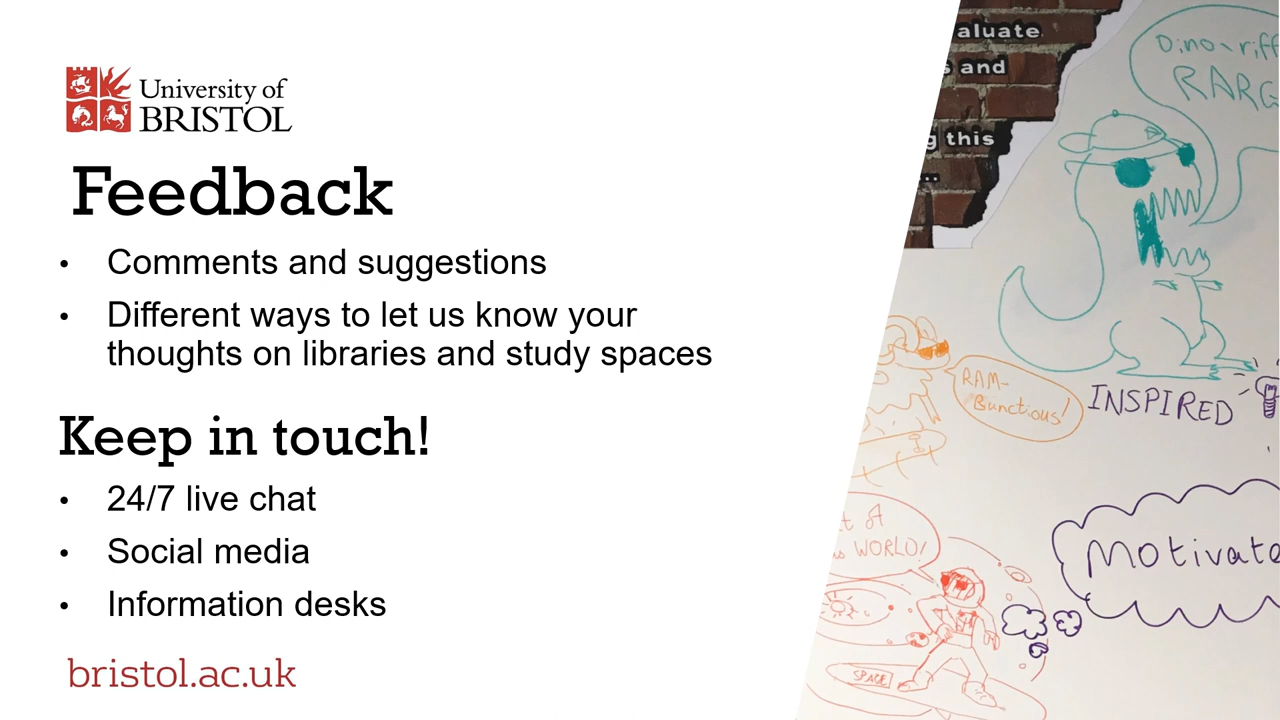 University of
BRISTOL
Feedback
• Comments and suggestions
• Different ways to let us know your
thoughts on libraries and study spaces
Keep in touch!
• 24/7 live chat
• Social media
• Information desks
bristol.ac.uk
aluate
s and
g this
...
Dino-riff
RARG
RAM-
Bunctious!
INSPIRED
t of A
WORLD!
Motivate
SPACE